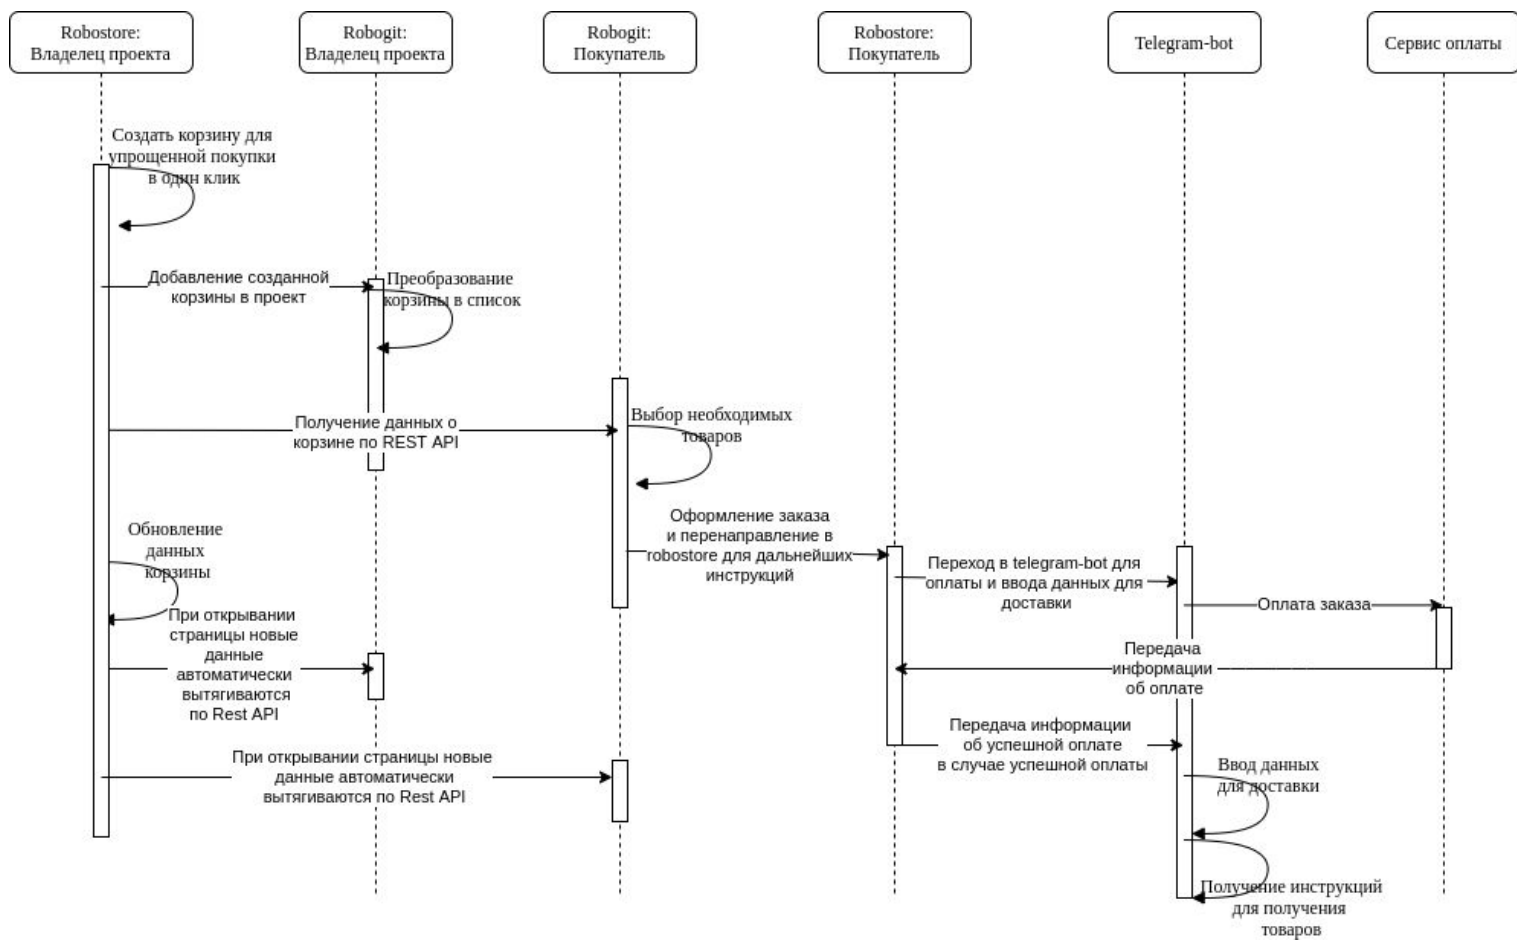 Robostore:
Владелец проекта
Robogit:
Владелец проекта
Robogit:
Покупатель
Robostore:
Покупатель
Telegram-bot
Сервис оплаты
Создать корзину для
упрощенной покупки
в один клик
Добавление созданной
корзины в проект
Преобразование
корзины в список
Получение данных о
корзине по REST API
Выбор необходимых
товаров
Обновление
данных
корзины
Оформление заказа
и перенаправление в
robostore для дальнейших
инструкций
Переход в telegram-bot для
оплаты и ввода данных для
доставки
Оплата заказа
При открывании
страницы новые
данные
автоматически
вытягиваются
по Rest API
Передача
информации
об оплате
Передача информации
об успешной оплате
в случае успешной оплаты
При открывании страницы новые
данные автоматически
вытягиваются по Rest API
Ввод данных
для доставки
Получение инструкций
для получения
товаров